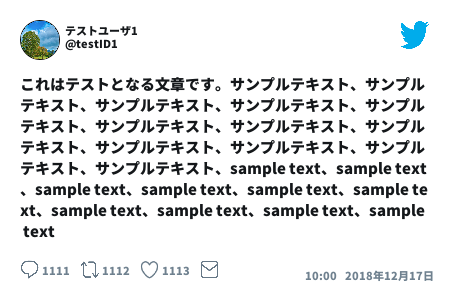 テストユーザ1
@testID1
これはテストとなる文章です。サンプルテキスト、サンプル
テキスト、サンプルテキスト、サンプルテキスト、サンプル
テキスト、サンプルテキスト、サンプルテキスト、サンプル
テキスト、サンプルテキスト、サンプルテキスト、サンプル
テキスト、サンプルテキスト、sample text、sample text
、sample text、sample text、sample text、sample te
xt、sample text、sample text、sample text、sample
text
1111 1112 1113
10:00 2018年12月17日